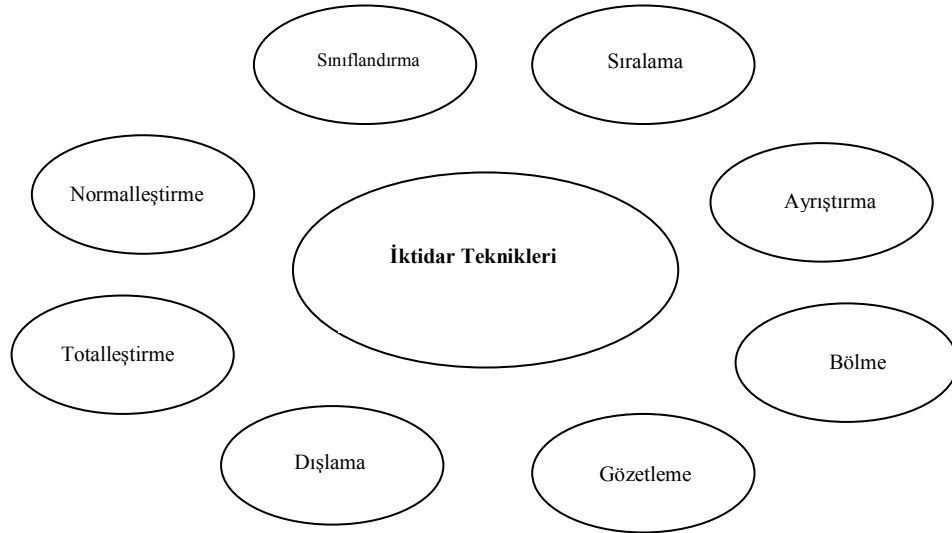 Sınıflandırma
Sıralama
Normalleştirme
Ayrıştırma
İktidar Teknikleri
Totalleştirme
Bölme
Dışlama
Gözetleme